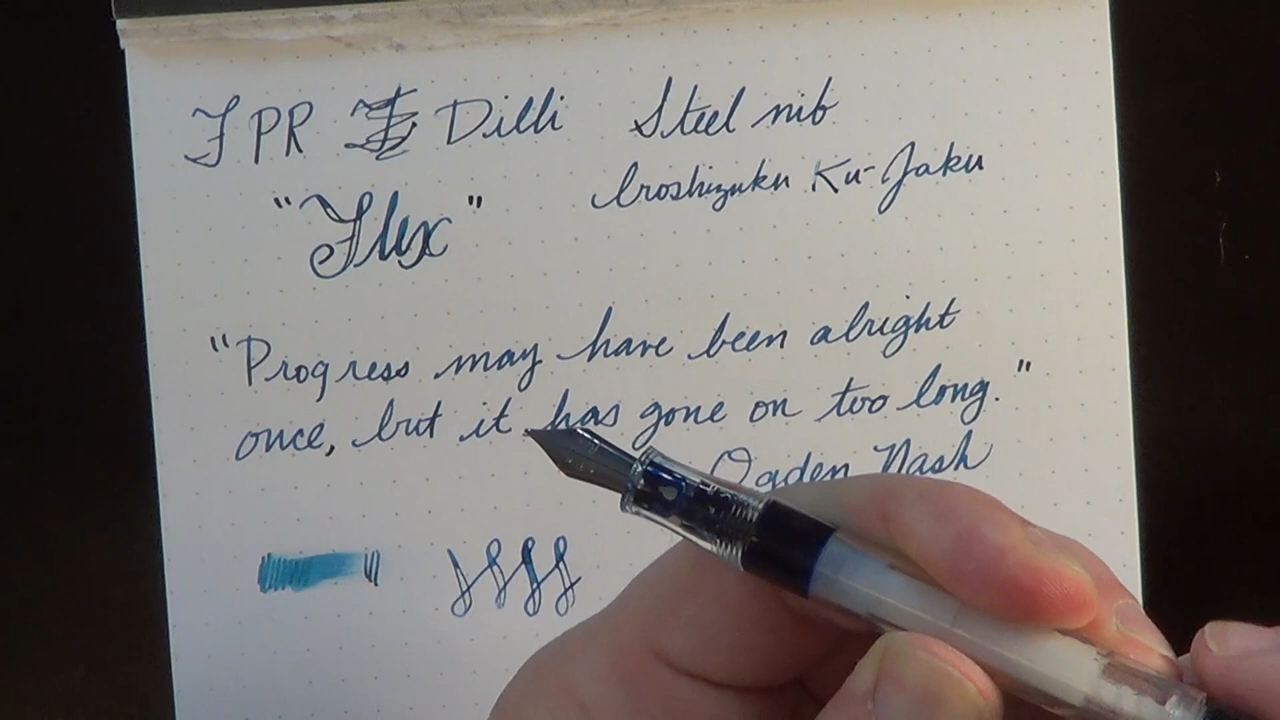 FPR Dilli Steel nib
Iroshizuku Ku-Jaku
"Flex"
"Progress may have been alright
once, but it has gone on too long."
Ogden Nash